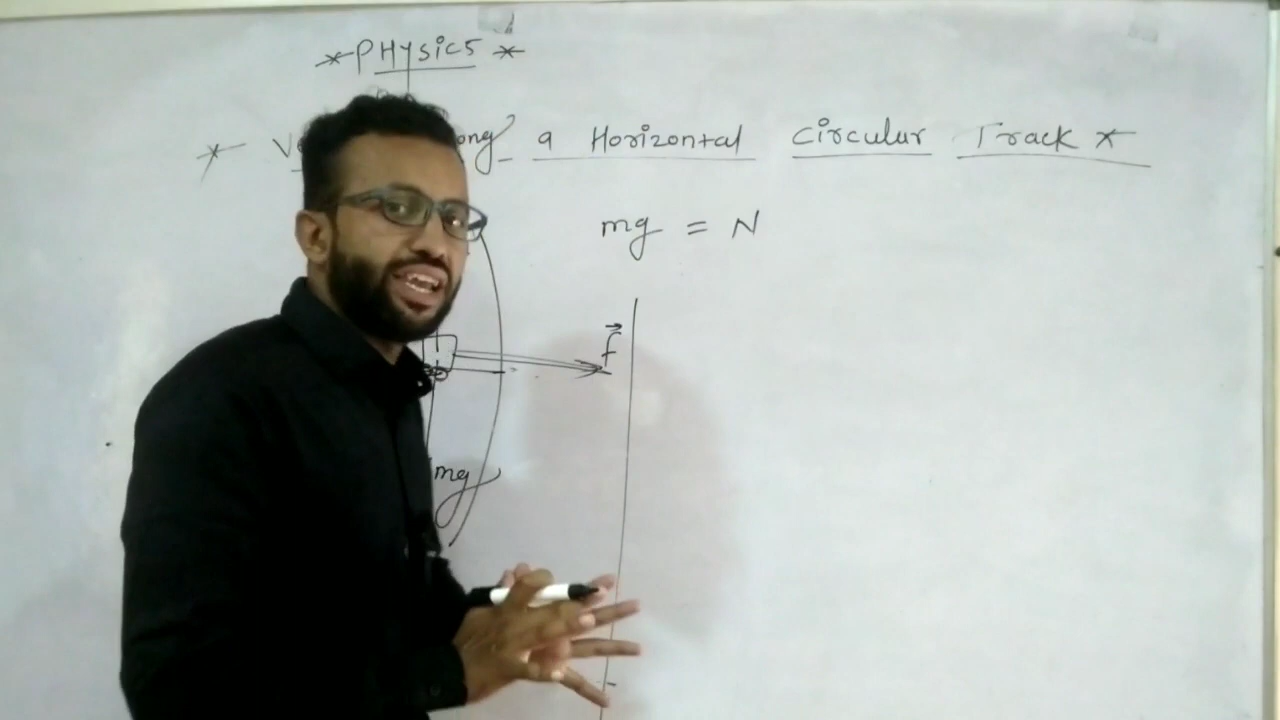 * PHYSICS *
* a Horizontal Circular Track *
mg = N
f
mg